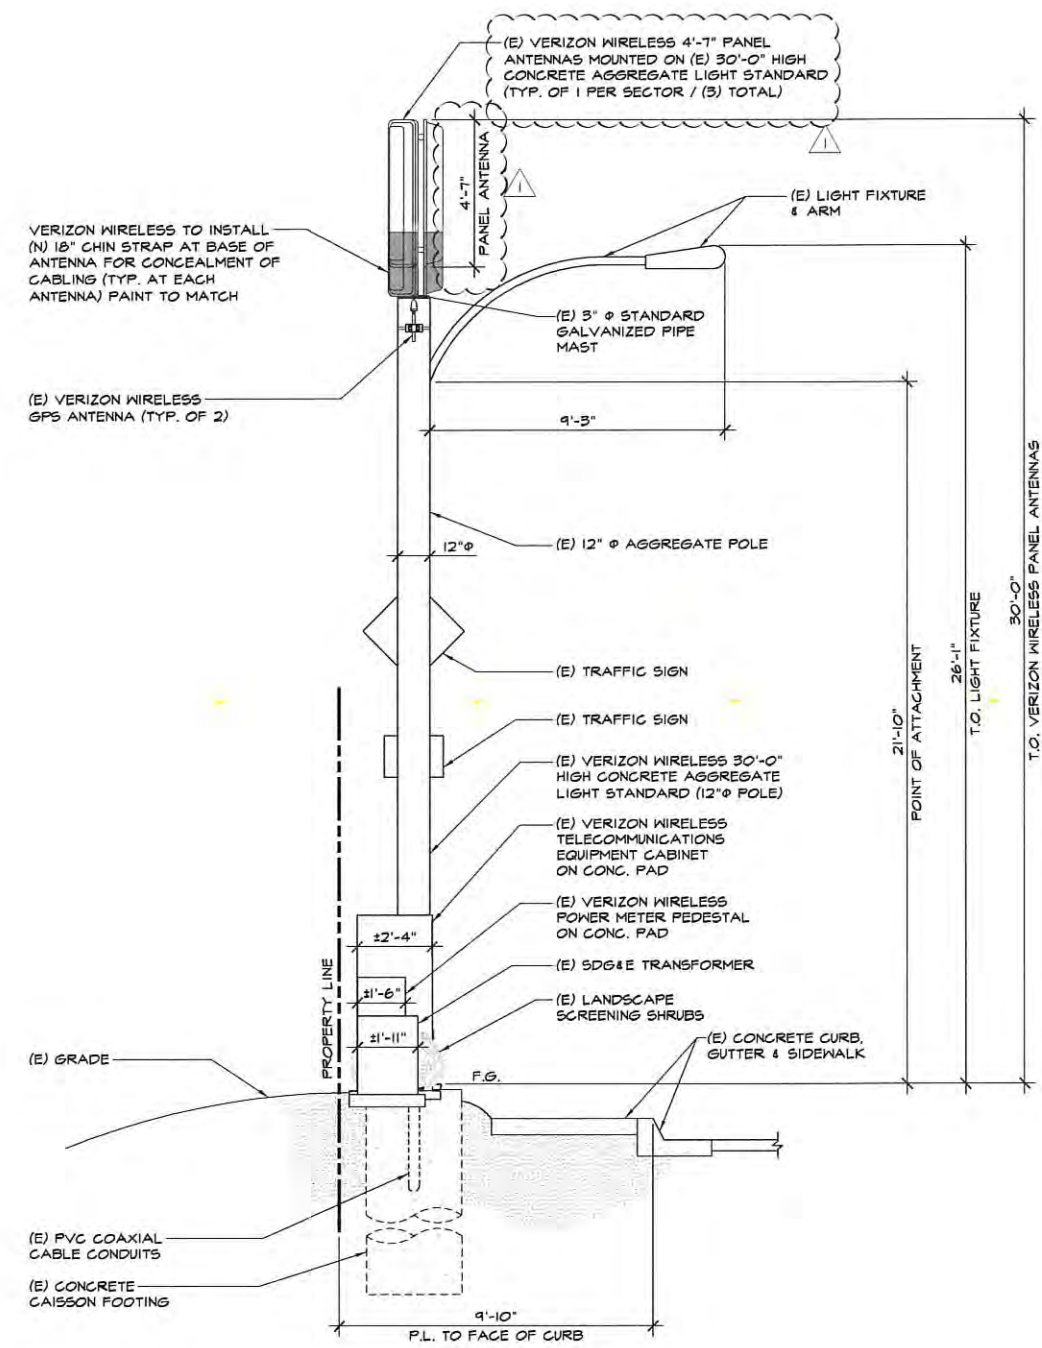 (E) VERIZON WIRELESS 4'-7" PANEL
ANTENNAS MOUNTED ON (E) 30'-0" HIGH
CONCRETE AGGREGATE LIGHT STANDARD
(TYP. OF 1 PER SECTOR / (3) TOTAL)
1
4'-7"
PANEL ANTENNA
1
(E) LIGHT FIXTURE
& ARM
VERIZON WIRELESS TO INSTALL
(N) 18" CHIN STRAP AT BASE OF
ANTENNA FOR CONCEALMENT OF
CABLING (TYP. AT EACH
ANTENNA) PAINT TO MATCH
(E) 3" Φ STANDARD
GALVANIZED PIPE
MAST
(E) VERIZON WIRELESS
GPS ANTENNA (TYP. OF 2)
9'-3"
12"Φ
(E) 12" Φ AGGREGATE POLE
(E) TRAFFIC SIGN
(E) TRAFFIC SIGN
(E) VERIZON WIRELESS 30'-0"
HIGH CONCRETE AGGREGATE
LIGHT STANDARD (12"Φ POLE)
(E) VERIZON WIRELESS
TELECOMMUNICATIONS
EQUIPMENT CABINET
ON CONC. PAD
(E) VERIZON WIRELESS
POWER METER PEDESTAL
ON CONC. PAD
(E) SDG&E TRANSFORMER
(E) LANDSCAPE
SCREENING SHRUBS
(E) CONCRETE CURB,
GUTTER & SIDEWALK
±2'-4"
±1'-6"
±1'-11"
PROPERTY LINE
(E) GRADE
F.G.
21'-10"
POINT OF ATTACHMENT
26'-1"
T.O. LIGHT FIXTURE
30'-0"
T.O. VERIZON WIRELESS PANEL ANTENNAS
(E) PVC COAXIAL
CABLE CONDUITS
(E) CONCRETE
CAISSON FOOTING
9'-10"
P.L. TO FACE OF CURB